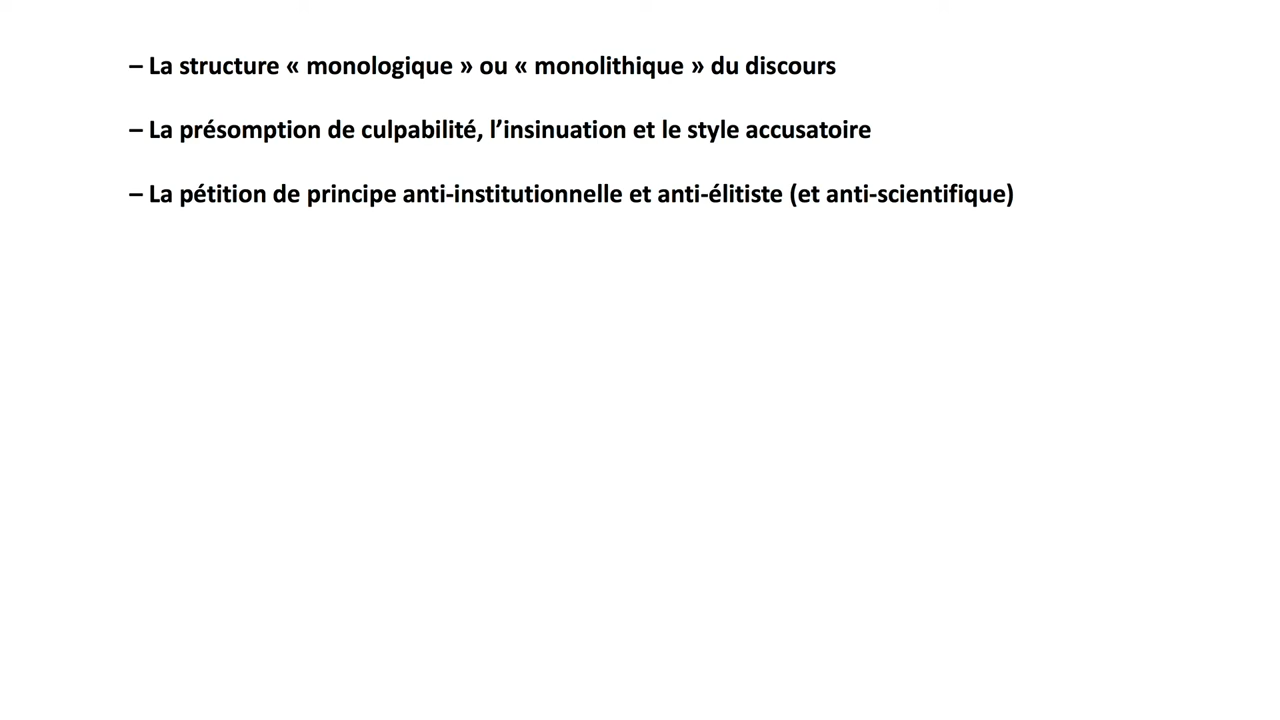 – La structure « monologique » ou « monolithique » du discours
– La présomption de culpabilité, l’insinuation et le style accusatoire
– La pétition de principe anti-institutionnelle et anti-élitiste (et anti-scientifique)